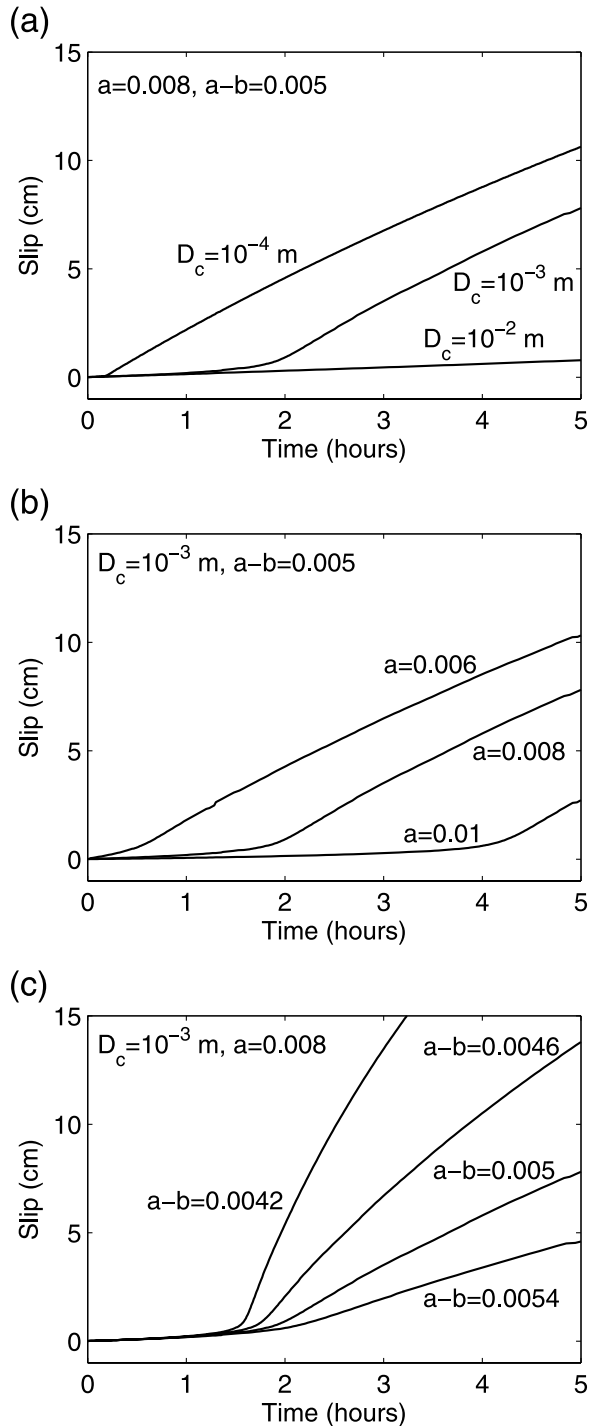 (a)
15
a=0.008, a−b=0.005
10
Slip (cm)
D_c=10^−4 m
5
D_c=10^−3 m
D_c=10^−2 m
0
0 1 2 3 4 5
Time (hours)
(b)
15
D_c=10^−3 m, a−b=0.005
10
Slip (cm)
a=0.006
a=0.008
5
a=0.01
0
0 1 2 3 4 5
Time (hours)
(c)
15
D_c=10^−3 m, a=0.008
a−b=0.0046
10
Slip (cm)
a−b=0.005
a−b=0.0042
5
a−b=0.0054
0
0 1 2 3 4 5
Time (hours)